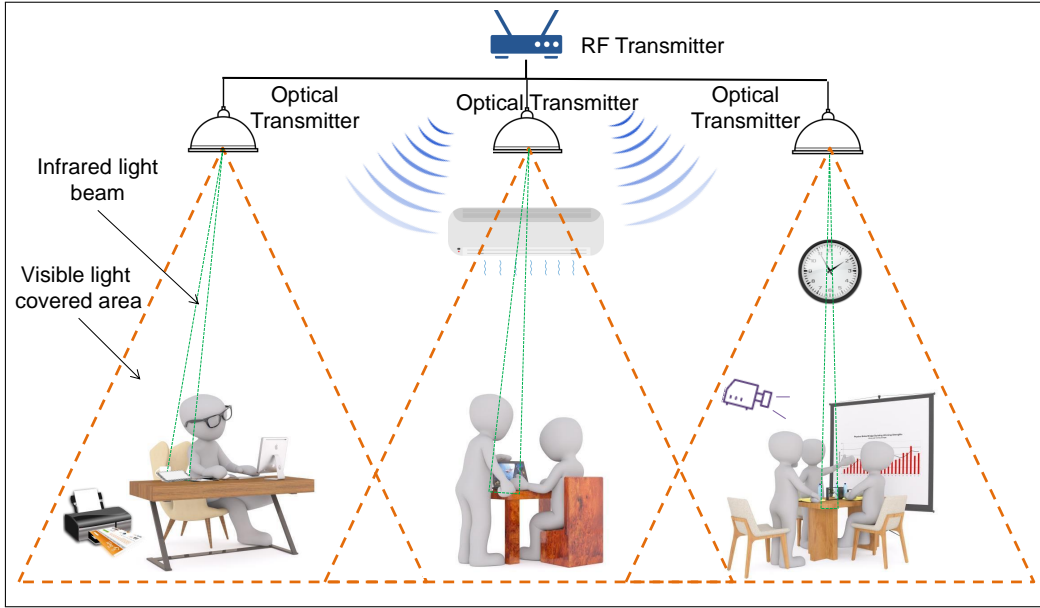 RF Transmitter
Optical
Transmitter
Optical Transmitter
Optical
Transmitter
Infrared light
beam
Visible light
covered area